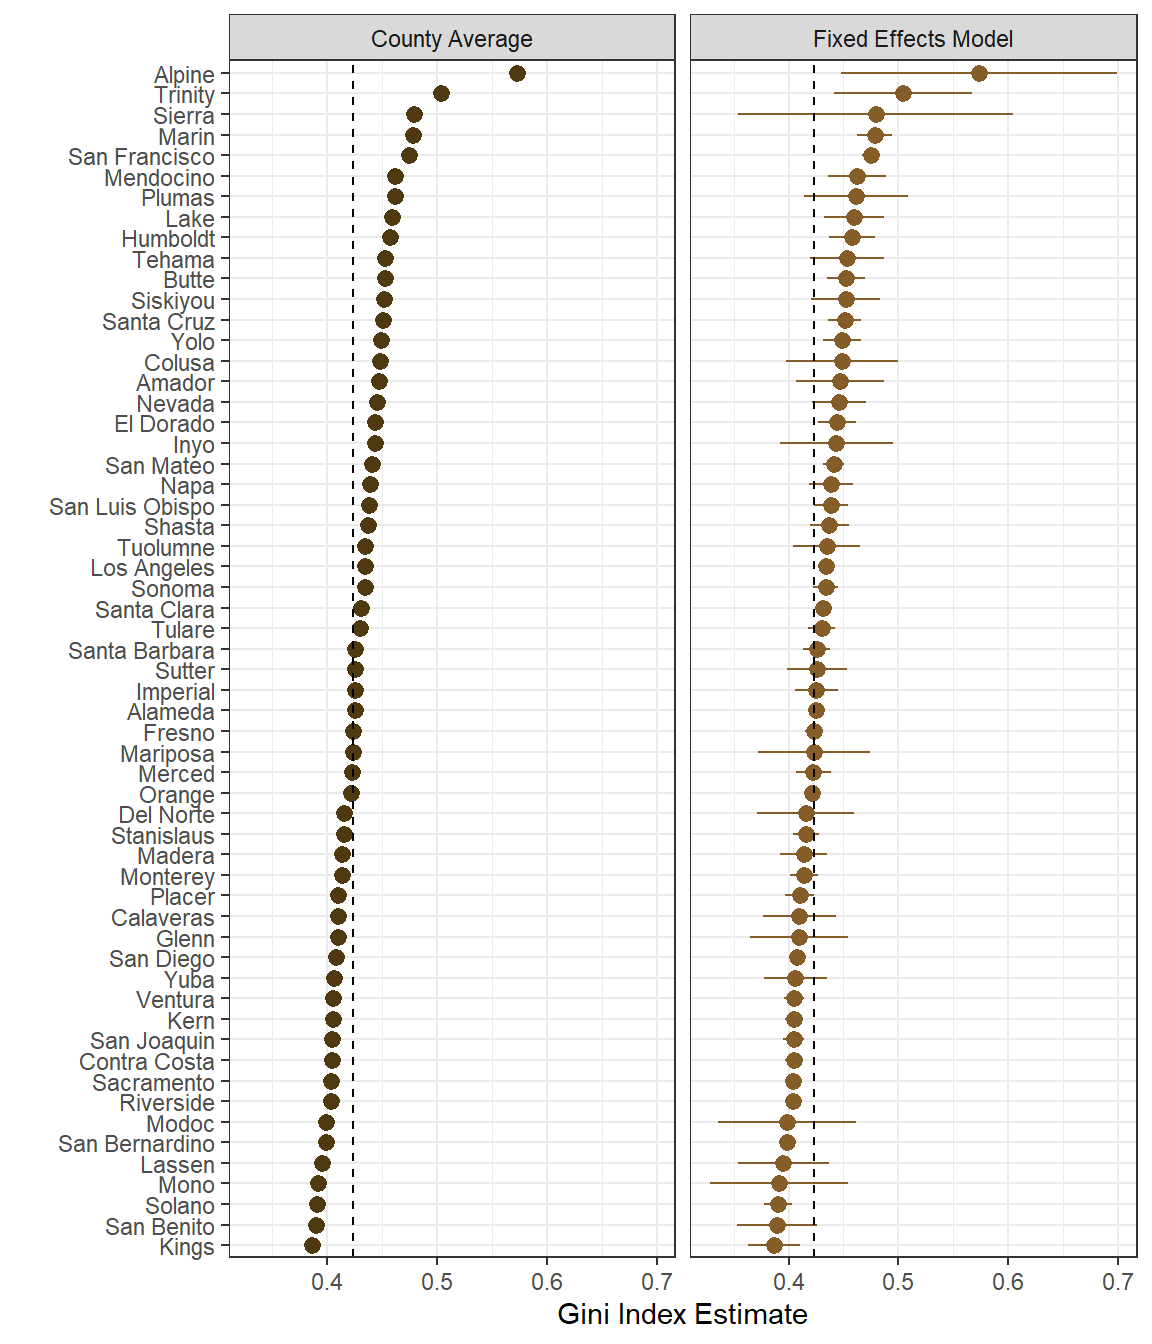 County Average
Fixed Effects Model
Alpine
Trinity
Sierra
Marin
San Francisco
Mendocino
Plumas
Lake
Humboldt
Tehama
Butte
Siskiyou
Santa Cruz
Yolo
Colusa
Amador
Nevada
El Dorado
Inyo
San Mateo
Napa
San Luis Obispo
Shasta
Tuolumne
Los Angeles
Sonoma
Santa Clara
Tulare
Santa Barbara
Sutter
Imperial
Alameda
Fresno
Mariposa
Merced
Orange
Del Norte
Stanislaus
Madera
Monterey
Placer
Calaveras
Glenn
San Diego
Yuba
Ventura
Kern
San Joaquin
Contra Costa
Sacramento
Riverside
Modoc
San Bernardino
Lassen
Mono
Solano
San Benito
Kings
0.4 0.5 0.6 0.7
0.4 0.5 0.6 0.7
Gini Index Estimate